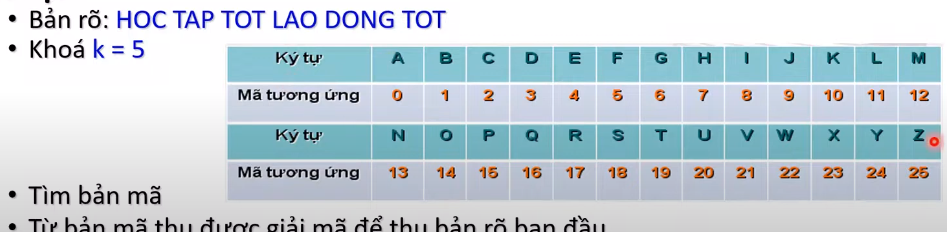 • Bản rõ: HOC TAP TOT LAO DONG TOT
• Khoá k = 5
Ký tự A B C D E F G H I J K L M
Mã tương ứng 0 1 2 3 4 5 6 7 8 9 10 11 12
Ký tự N O P Q R S T U V W X Y Z
Mã tương ứng 13 14 15 16 17 18 19 20 21 22 23 24 25
• Tìm bản mã
• Từ bản mã thu được giải mã để thu bản rõ ban đầu